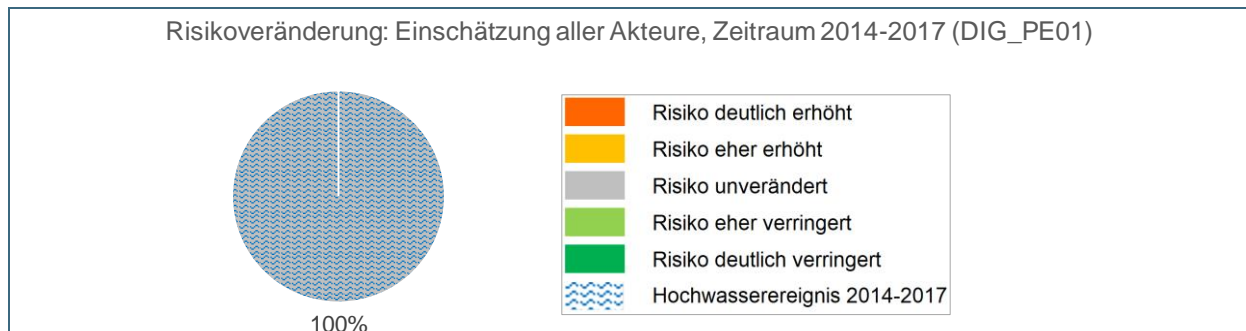 Risikoveränderung: Einschätzung aller Akteure, Zeitraum 2014-2017 (DIG_PE01)
Risiko deutlich erhöht
Risiko eher erhöht
Risiko unverändert
Risiko eher verringert
Risiko deutlich verringert
Hochwasserereignis 2014-2017
100%